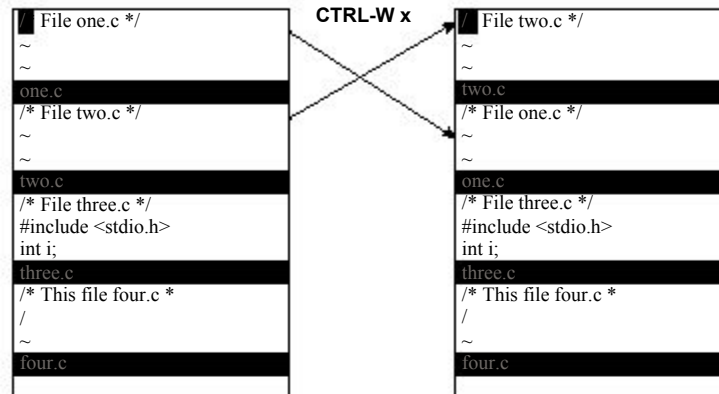 CTRL-W x
/ File one.c */
~
~
one.c
/* File two.c */
~
~
two.c
/* File three.c */
#include <stdio.h>
int i;
three.c
/* This file four.c *
/
~
four.c
/ File two.c */
~
~
two.c
/* File one.c */
~
~
one.c
/* File three.c */
#include <stdio.h>
int i;
three.c
/* This file four.c *
/
~
four.c